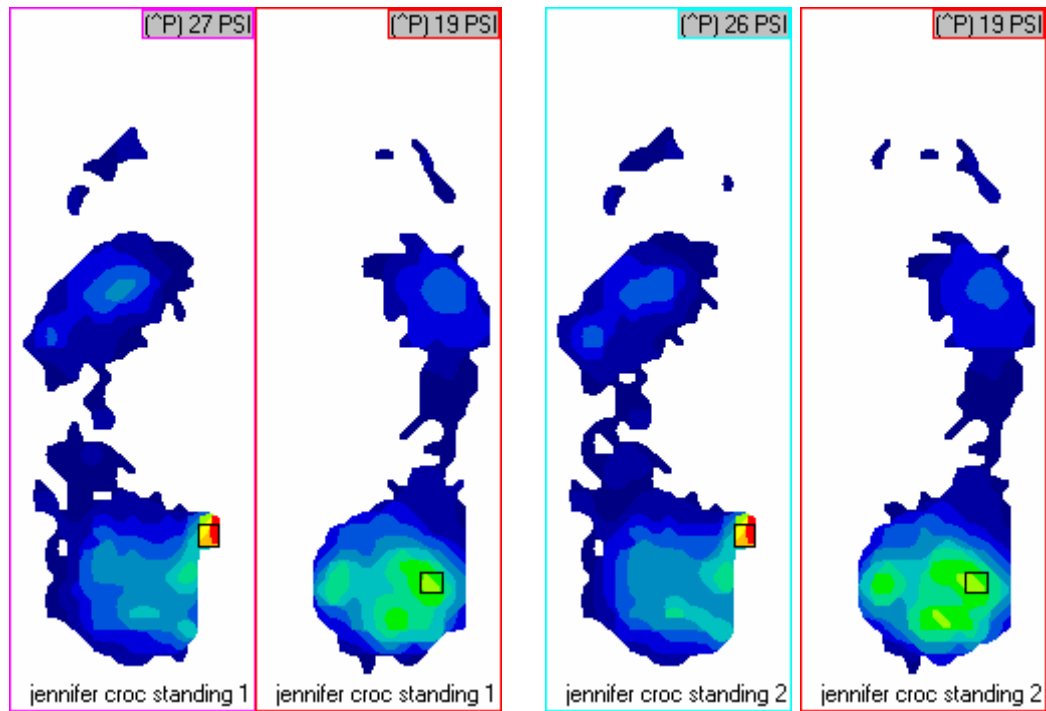 (^P) 27 PSI
(^P) 19 PSI
(^P) 26 PSI
(^P) 19 PSI
jennifer croc standing 1
jennifer croc standing 1
jennifer croc standing 2
jennifer croc standing 2